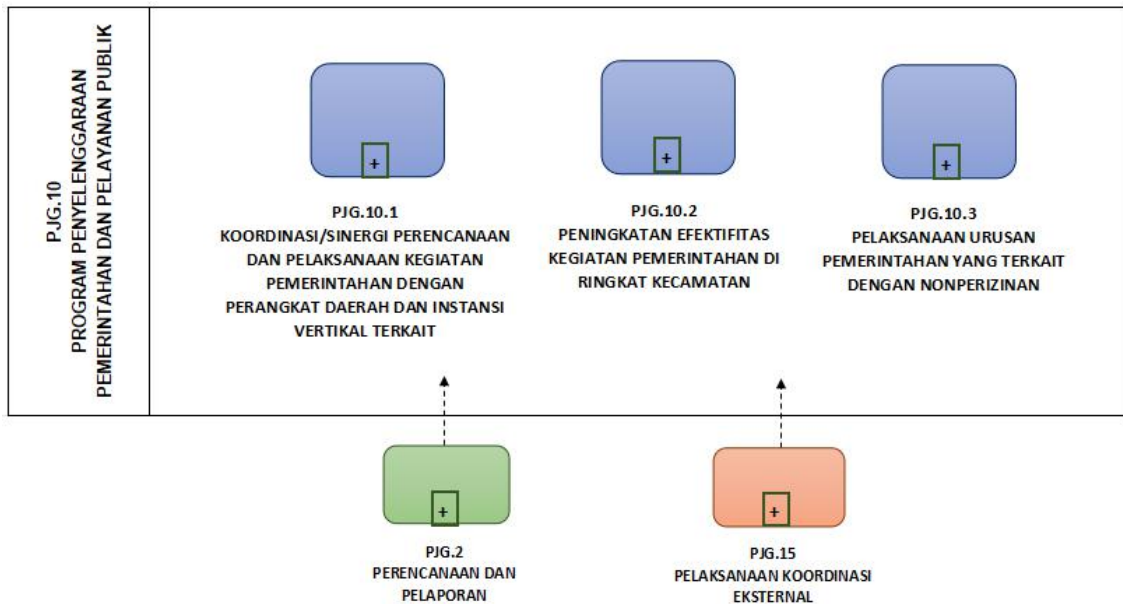 PJG.10
PROGRAM PENYELENGGARAAN
PEMERINTAHAN DAN PELAYANAN PUBLIK
+
PJG.10.1
KOORDINASI/SINERGI PERENCANAAN
DAN PELAKSANAAN KEGIATAN
PEMERINTAHAN DENGAN
PERANGKAT DAERAH DAN INSTANSI
VERTIKAL TERKAIT
+
PJG.10.2
PENINGKATAN EFEKTIFITAS
KEGIATAN PEMERINTAHAN DI
RINGKAT KECAMATAN
+
PJG.10.3
PELAKSANAAN URUSAN
PEMERINTAHAN YANG TERKAIT
DENGAN NONPERIZINAN
+
PJG.2
PERENCANAAN DAN
PELAPORAN
+
PJG.15
PELAKSANAAN KOORDINASI
EKSTERNAL